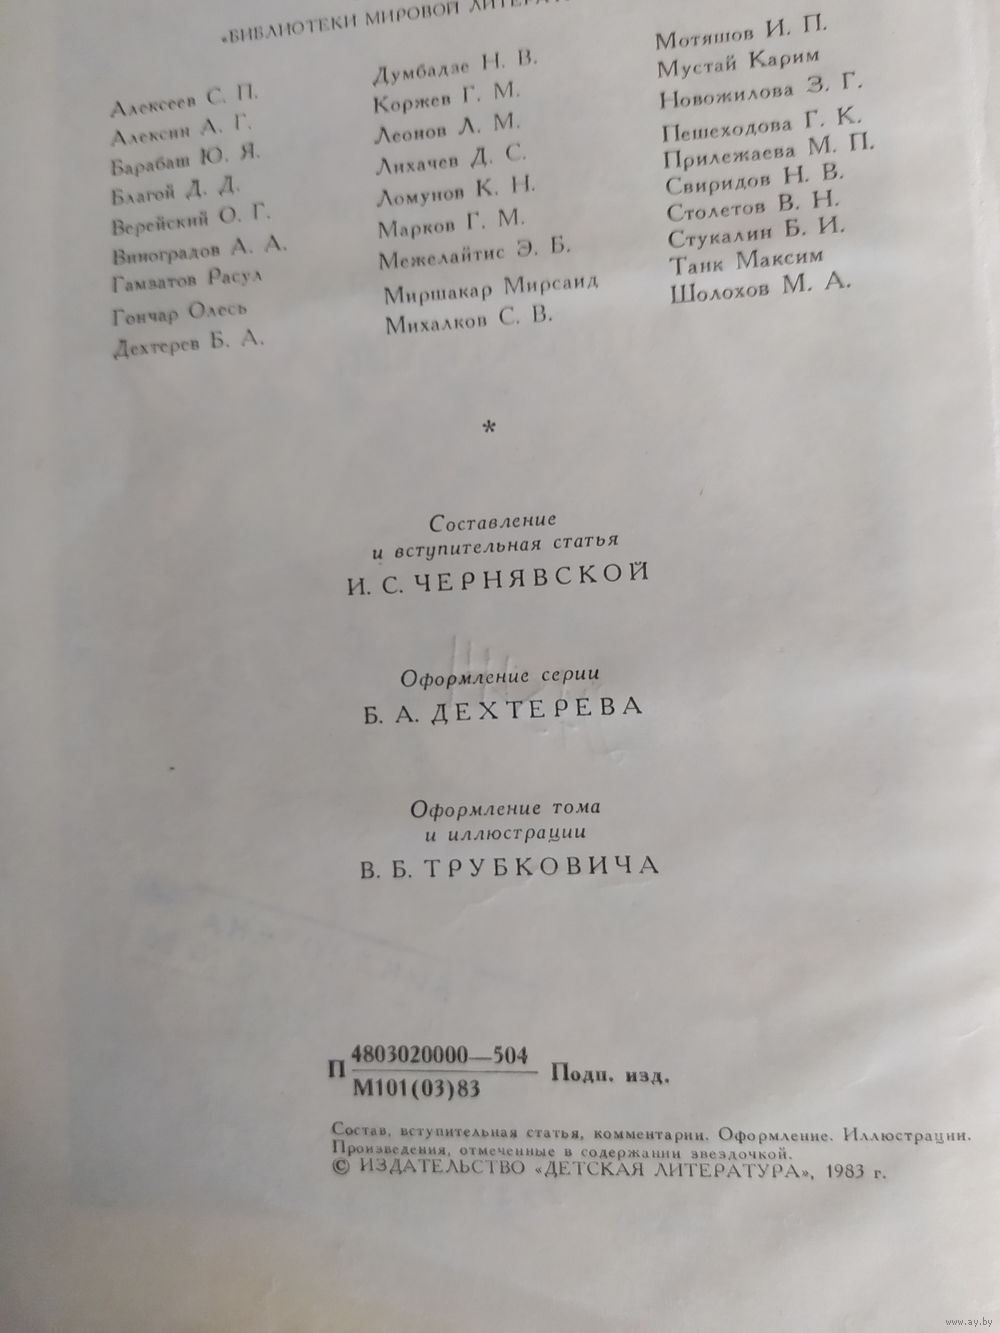 «БИБЛИОТЕКИ МИРОВОЙ
Алексеев С. П.
Алексин А. Г.
Барабаш Ю. Я.
Благой Д. Д.
Верейский О. Г.
Виноградов А. А.
Гамзатов Расул
Гончар Олесь
Дехтерев Б. А.
Думбадзе Н. В.
Коржев Г. М.
Леонов Л. М.
Лихачев Д. С.
Ломунов К. Н.
Марков Г. М.
Межелайтис Э. Б.
Миршакар Мирсаид
Михалков С. В.
Мотяшов И. П.
Мустай Карим
Новожилова З. Г.
Пешеходова Г. К.
Прилежаева М. П.
Свиридов Н. В.
Столетов В. Н.
Стукалин Б. И.
Танк Максим
Шолохов М. А.
*
Составление
и вступительная статья
И. С. ЧЕРНЯВСКОЙ
Оформление серии
Б. А. ДЕХТЕРЕВА
Оформление тома
и иллюстрации
В. Б. ТРУБКОВИЧА
П 4803020000—504
М101(03)83
Подп. изд.
Состав, вступительная статья, комментарии. Оформление. Иллюстрации.
Произведения, отмеченные в содержании звездочкой.
© ИЗДАТЕЛЬСТВО «ДЕТСКАЯ ЛИТЕРАТУРА», 1983 г.
www.ay.by